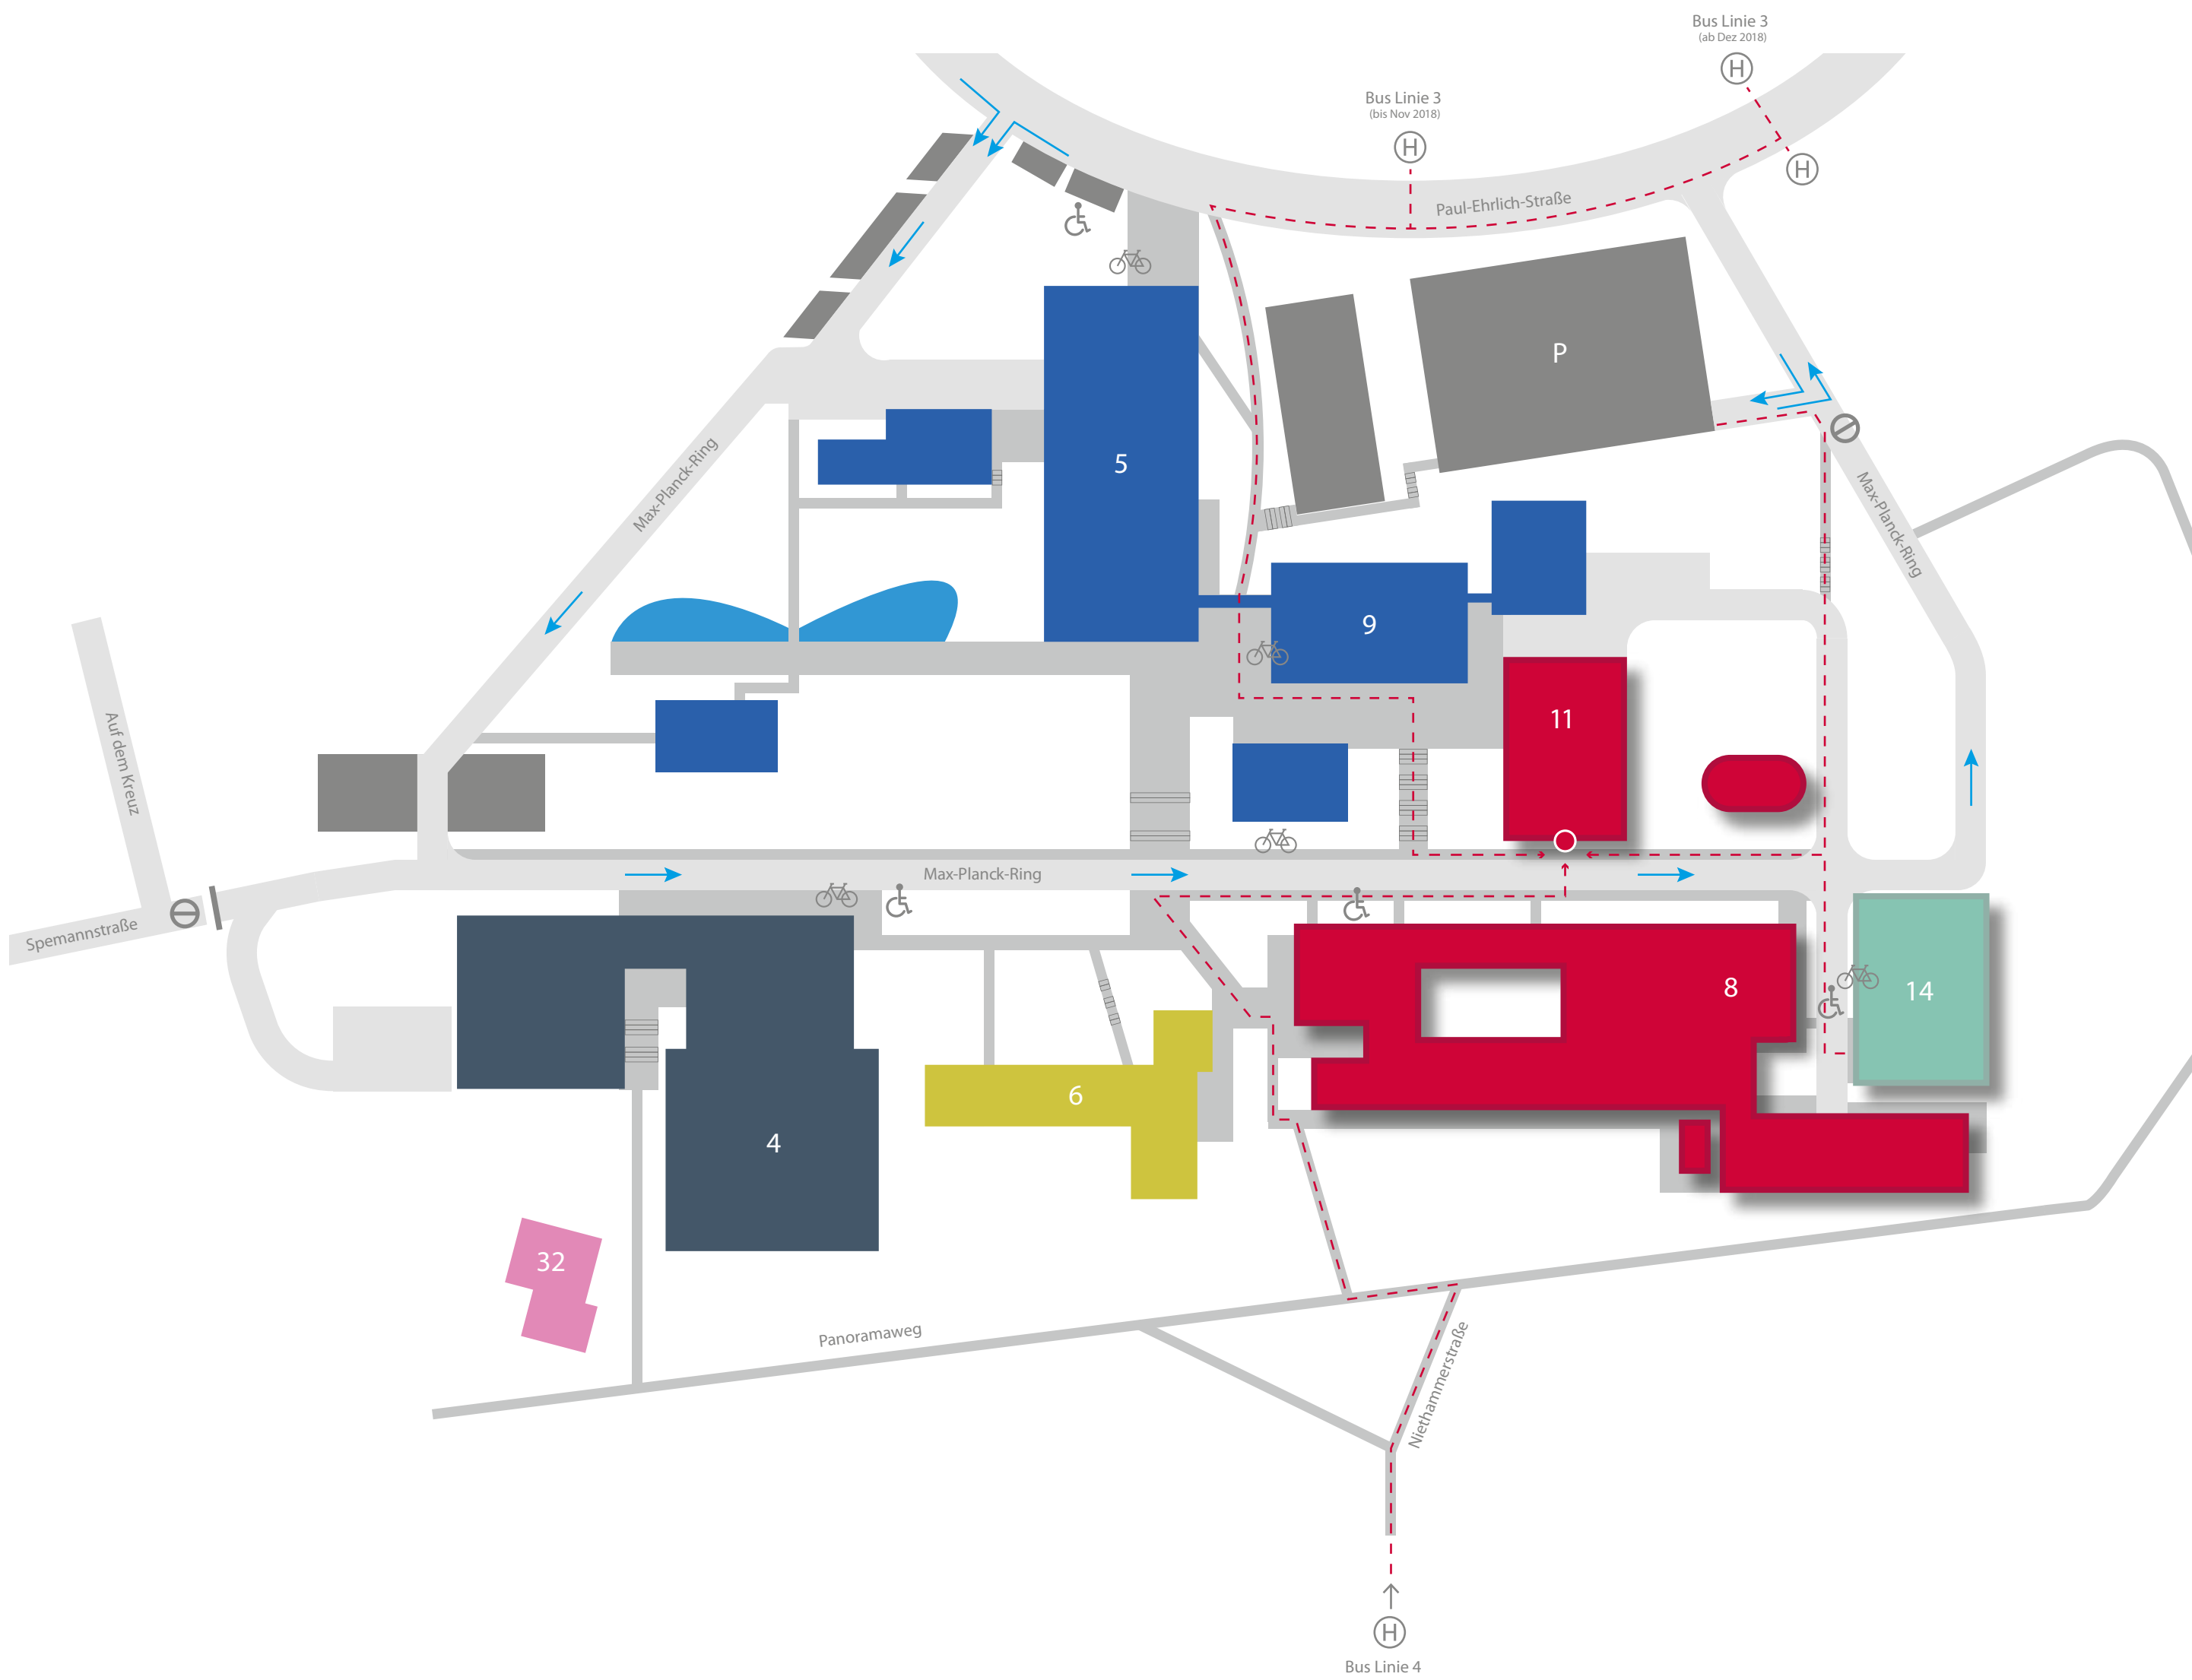 Bus Linie 3
(ab Dez 2018)
H
Bus Linie 3
(bis Nov 2018)
H
H
Paul-Ehrlich-Straße
P
5
Max-Planck-Ring
Max-Planck-Ring
9
11
Auf dem Kreuz
Max-Planck-Ring
Spemannstraße
8
14
6
4
32
Panoramaweg
Niethammerstraße
H
Bus Linie 4